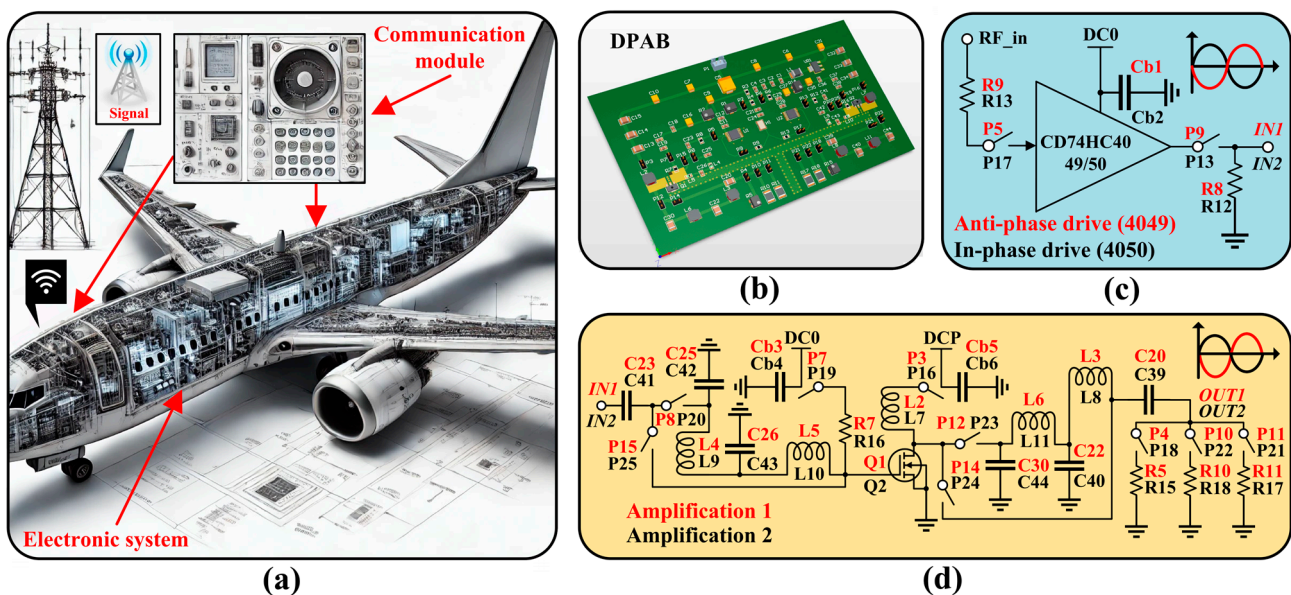 Signal
Communication
module
Electronic system
(a)
DPAB
(b)
RF_in
R9
R13
P5
P17
DC0
Cb1
Cb2
CD74HC40
49/50
P9
P13
IN1
IN2
R8
R12
Anti-phase drive (4049)
In-phase drive (4050)
(c)
IN1
IN2
C23
C41
C25
C42
P8
P20
P15
P25
L4
L9
Cb3
Cb4
DC0
P7
P19
C26
C43
L5
L10
R7
R16
P3
P16
DCP
Cb5
Cb6
L2
L7
Q1
Q2
P12
P23
P14
P24
L6
L11
C30
C44
C22
C40
L3
L8
C20
C39
OUT1
OUT2
P4
P18
P10
P22
P11
P21
R5
R15
R10
R18
R11
R17
Amplification 1
Amplification 2
(d)